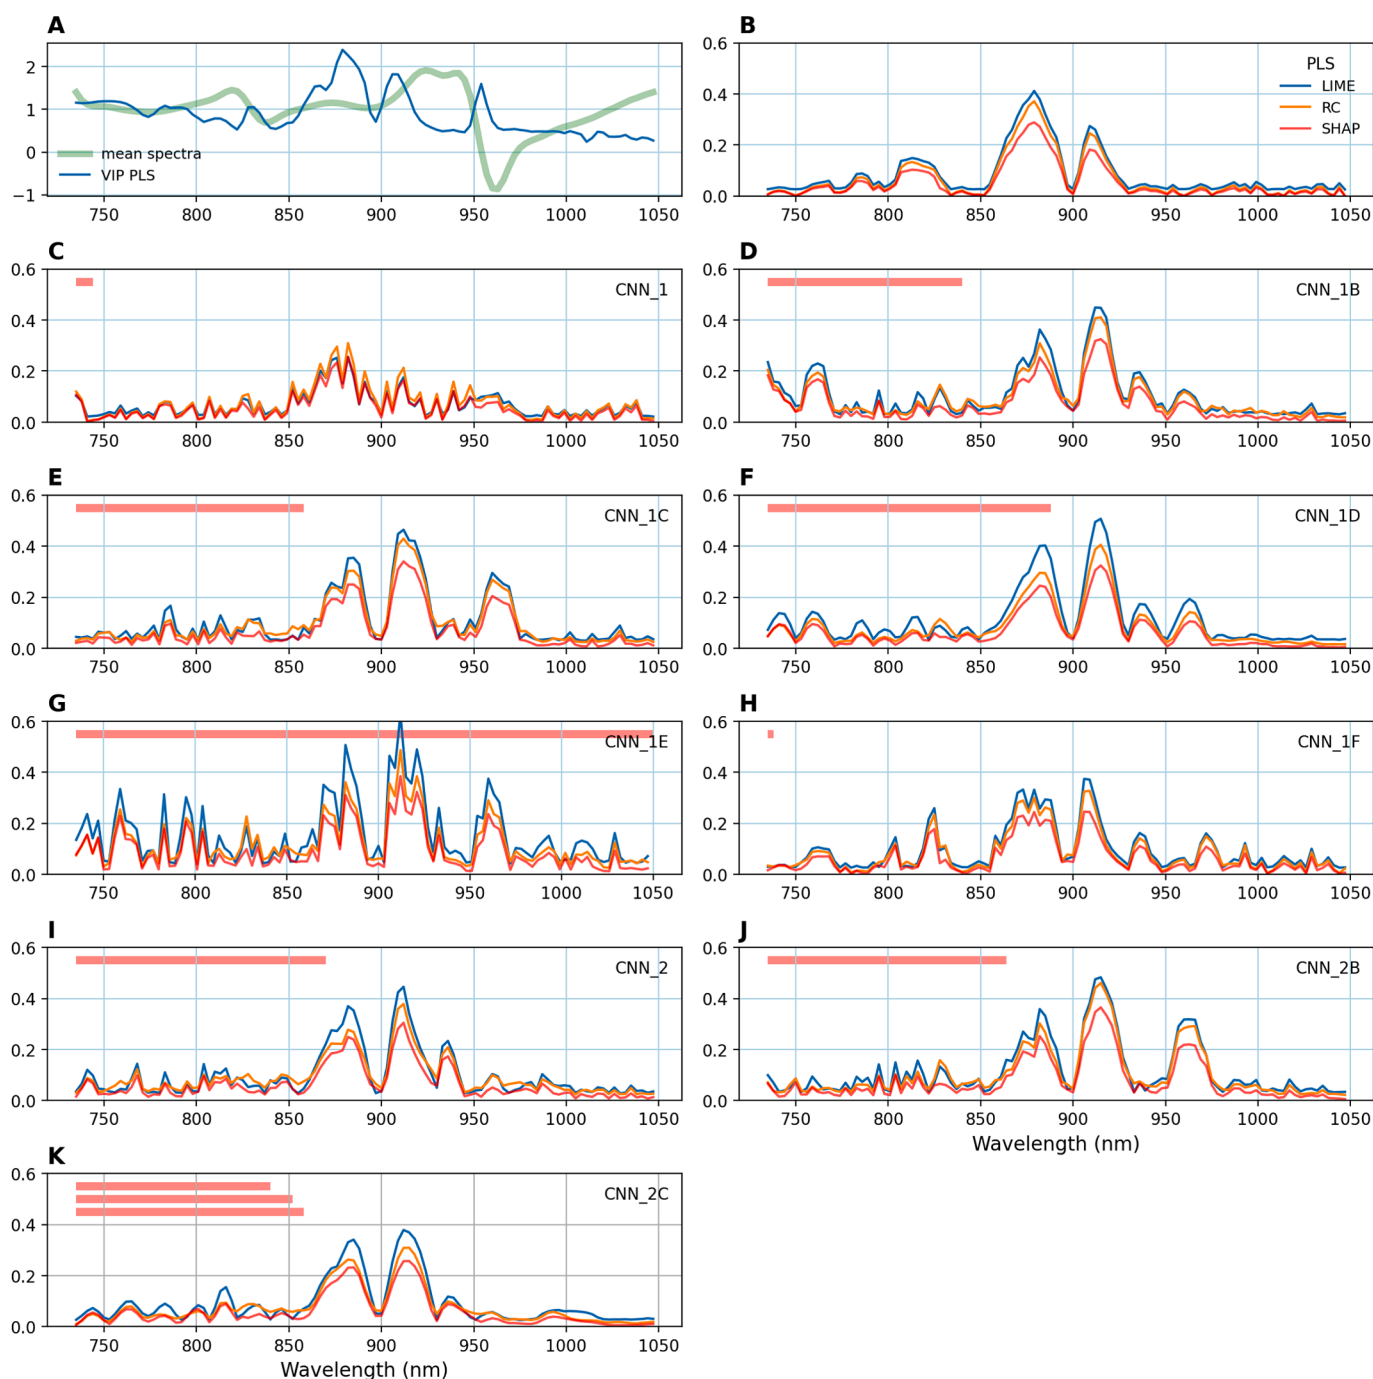 A
2
1
0
−1
mean spectra
VIP PLS
750 800 850 900 950 1000 1050
B
0.6
0.4
0.2
0.0
PLS
LIME
RC
SHAP
750 800 850 900 950 1000 1050
C
0.6
0.4
0.2
0.0
CNN_1
750 800 850 900 950 1000 1050
D
0.6
0.4
0.2
0.0
CNN_1B
750 800 850 900 950 1000 1050
E
0.6
0.4
0.2
0.0
CNN_1C
750 800 850 900 950 1000 1050
F
0.6
0.4
0.2
0.0
CNN_1D
750 800 850 900 950 1000 1050
G
0.6
0.4
0.2
0.0
CNN_1E
750 800 850 900 950 1000 1050
H
0.6
0.4
0.2
0.0
CNN_1F
750 800 850 900 950 1000 1050
I
0.6
0.4
0.2
0.0
CNN_2
750 800 850 900 950 1000 1050
J
0.6
0.4
0.2
0.0
CNN_2B
750 800 850 900 950 1000 1050
Wavelength (nm)
K
0.6
0.4
0.2
0.0
CNN_2C
750 800 850 900 950 1000 1050
Wavelength (nm)